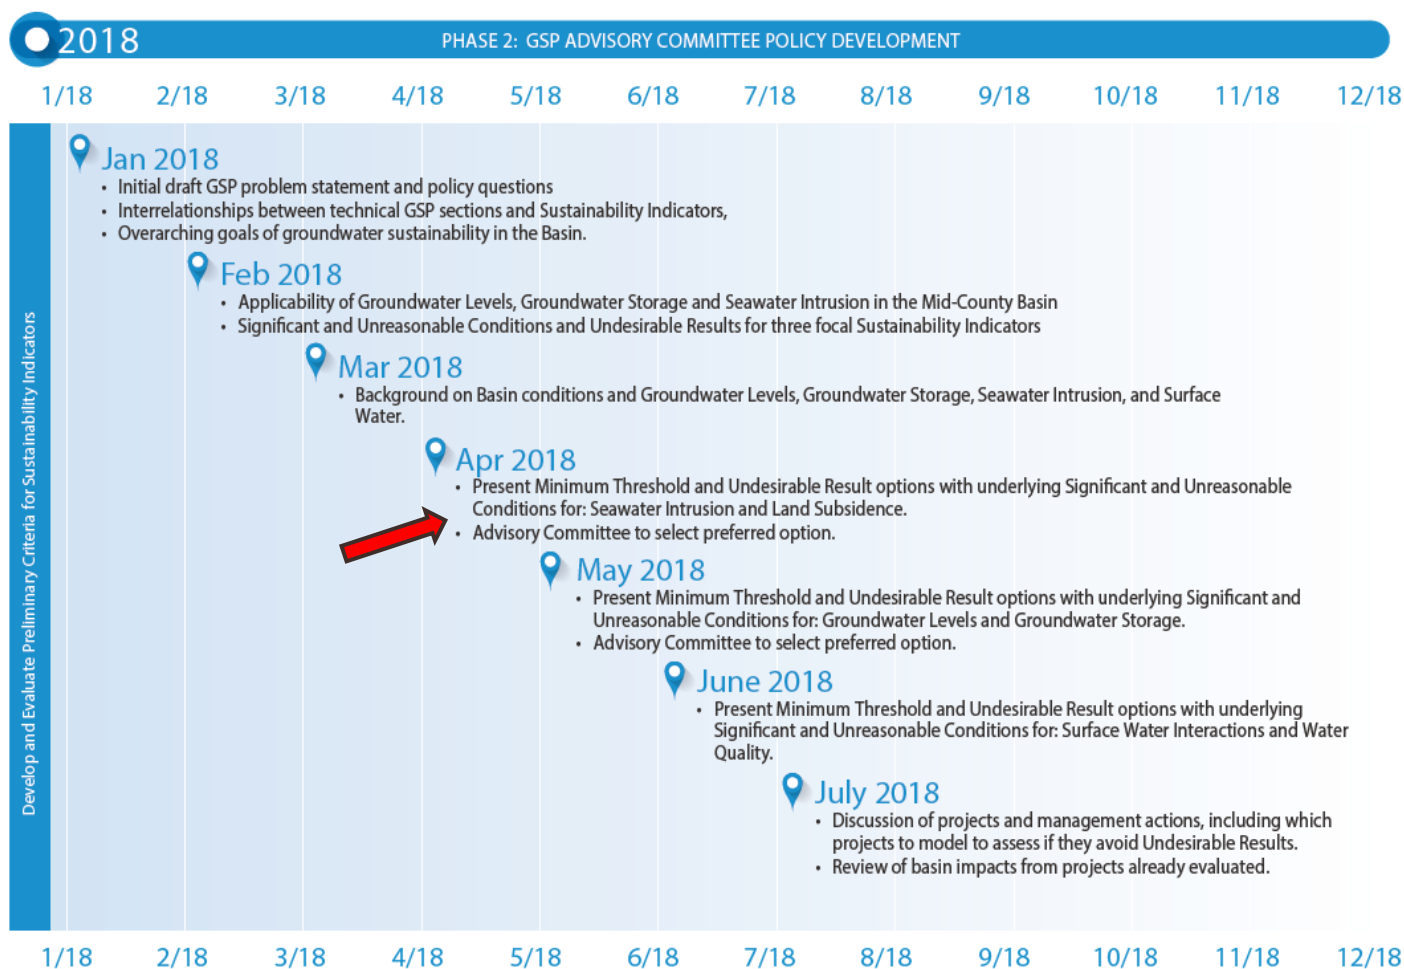 2018
PHASE 2: GSP ADVISORY COMMITTEE POLICY DEVELOPMENT
1/18 2/18 3/18 4/18 5/18 6/18 7/18 8/18 9/18 10/18 11/18 12/18
Develop and Evaluate Preliminary Criteria for Sustainability Indicators
Jan 2018
• Initial draft GSP problem statement and policy questions
• Interrelationships between technical GSP sections and Sustainability Indicators,
• Overarching goals of groundwater sustainability in the Basin.
Feb 2018
• Applicability of Groundwater Levels, Groundwater Storage and Seawater Intrusion in the Mid-County Basin
• Significant and Unreasonable Conditions and Undesirable Results for three focal Sustainability Indicators
Mar 2018
• Background on Basin conditions and Groundwater Levels, Groundwater Storage, Seawater Intrusion, and Surface
Water.
Apr 2018
• Present Minimum Threshold and Undesirable Result options with underlying Significant and Unreasonable
Conditions for: Seawater Intrusion and Land Subsidence.
• Advisory Committee to select preferred option.
May 2018
• Present Minimum Threshold and Undesirable Result options with underlying Significant and
Unreasonable Conditions for: Groundwater Levels and Groundwater Storage.
• Advisory Committee to select preferred option.
June 2018
• Present Minimum Threshold and Undesirable Result options with underlying
Significant and Unreasonable Conditions for: Surface Water Interactions and Water
Quality.
July 2018
• Discussion of projects and management actions, including which
projects to model to assess if they avoid Undesirable Results.
• Review of basin impacts from projects already evaluated.
1/18 2/18 3/18 4/18 5/18 6/18 7/18 8/18 9/18 10/18 11/18 12/18